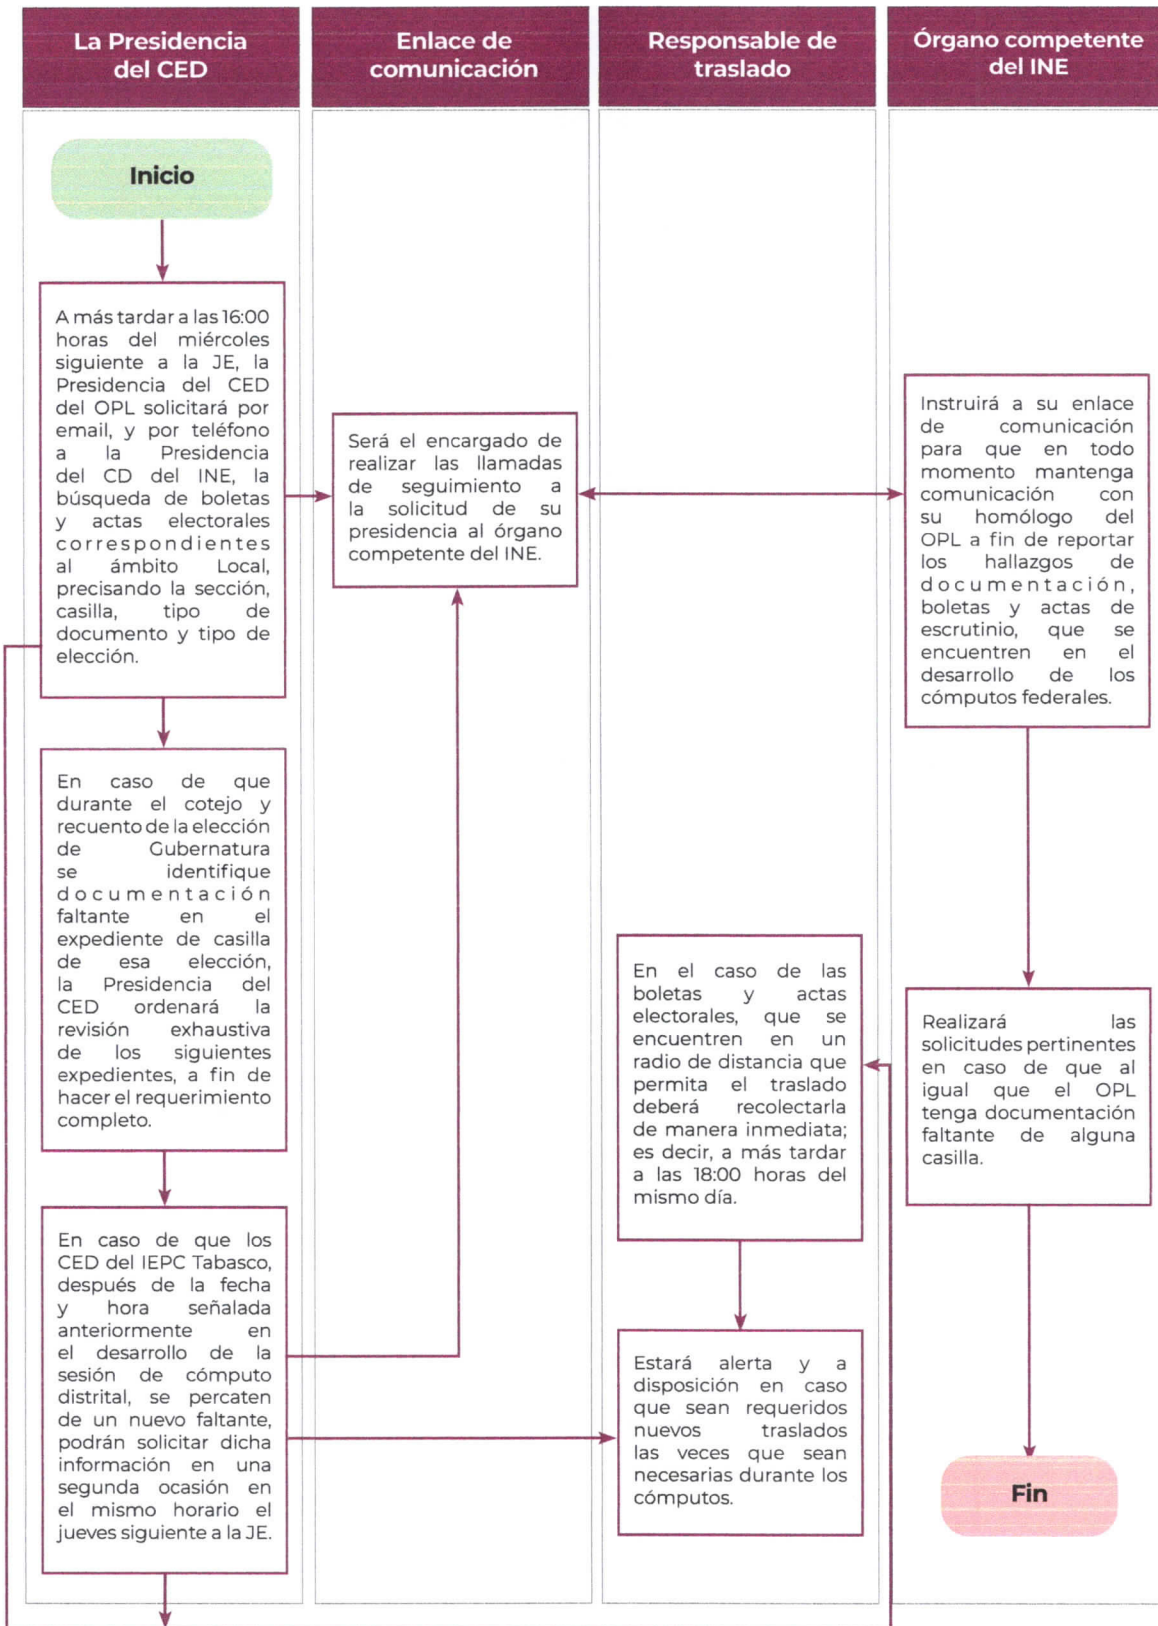 La Presidencia
del CED
Enlace de
comunicación
Responsable de
traslado
Órgano competente
del INE
Inicio
A más tardar a las 16:00
horas del miércoles
siguiente a la JE, la
Presidencia del CED
del OPL solicitará por
email, y por teléfono
a la Presidencia
del CD del INE, la
búsqueda de boletas
y actas electorales
correspondientes
al ámbito Local,
precisando la sección,
casilla, tipo de
documento y tipo de
elección.
En caso de que
durante el cotejo y
recuento de la elección
de Gubernatura
se identifique
documentación
faltante en el
expediente de casilla
de esa elección,
la Presidencia del
CED ordenará la
revisión exhaustiva
de los siguientes
expedientes, a fin de
hacer el requerimiento
completo.
En caso de que los
CED del IEPC Tabasco,
después de la fecha
y hora señalada
anteriormente en
el desarrollo de la
sesión de cómputo
distrital, se percaten
de un nuevo faltante,
podrán solicitar dicha
información en una
segunda ocasión en
el mismo horario el
jueves siguiente a la JE.
Será el encargado de
realizar las llamadas
de seguimiento a
la solicitud de su
presidencia al órgano
competente del INE.
En el caso de las
boletas y actas
electorales, que se
encuentren en un
radio de distancia que
permita el traslado
deberá recolectarla
de manera inmediata;
es decir, a más tardar
a las 18:00 horas del
mismo día.
Estará alerta y a
disposición en caso
que sean requeridos
nuevos traslados
las veces que sean
necesarias durante los
cómputos.
Instruirá a su enlace
de comunicación
para que en todo
momento mantenga
comunicación con
su homólogo del
OPL a fin de reportar
los hallazgos de
documentación,
boletas y actas de
escrutinio, que se
encuentren en el
desarrollo de los
cómputos federales.
Realizará las
solicitudes pertinentes
en caso de que al
igual que el OPL
tenga documentación
faltante de alguna
casilla.
Fin